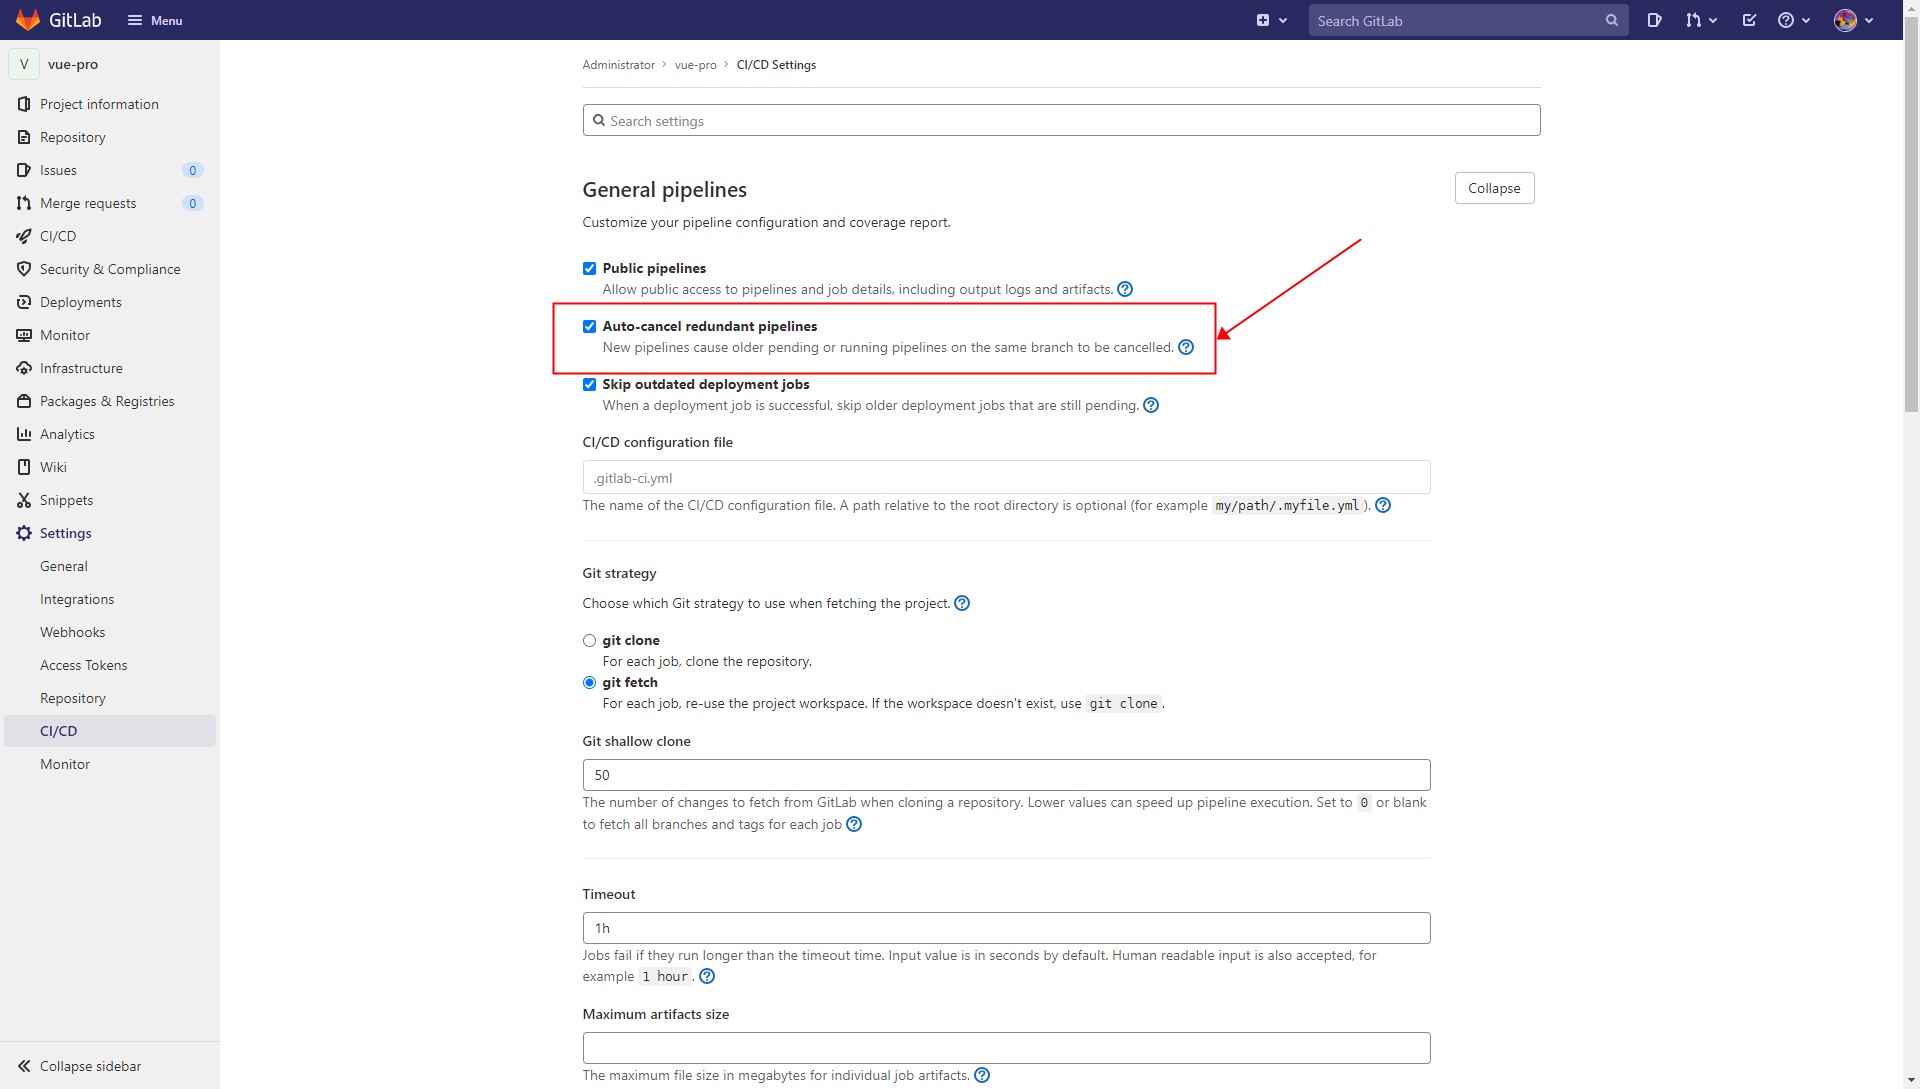 GitLab
Menu
Search GitLab
V
vue-pro
Project information
Repository
Issues 0
Merge requests 0
CI/CD
Security & Compliance
Deployments
Monitor
Infrastructure
Packages & Registries
Analytics
Wiki
Snippets
Settings
General
Integrations
Webhooks
Access Tokens
Repository
CI/CD
Monitor
Collapse sidebar
Administrator › vue-pro › CI/CD Settings
Search settings
General pipelines
Collapse
Customize your pipeline configuration and coverage report.
Public pipelines
Allow public access to pipelines and job details, including output logs and artifacts.
Auto-cancel redundant pipelines
New pipelines cause older pending or running pipelines on the same branch to be cancelled.
Skip outdated deployment jobs
When a deployment job is successful, skip older deployment jobs that are still pending.
CI/CD configuration file
.gitlab-ci.yml
The name of the CI/CD configuration file. A path relative to the root directory is optional (for example my/path/.myfile.yml ).
Git strategy
Choose which Git strategy to use when fetching the project.
git clone
For each job, clone the repository.
git fetch
For each job, re-use the project workspace. If the workspace doesn't exist, use git clone .
Git shallow clone
50
The number of changes to fetch from GitLab when cloning a repository. Lower values can speed up pipeline execution. Set to 0 or blank
to fetch all branches and tags for each job
Timeout
1h
Jobs fail if they run longer than the timeout time. Input value is in seconds by default. Human readable input is also accepted, for
example 1 hour .
Maximum artifacts size
The maximum file size in megabytes for individual job artifacts.